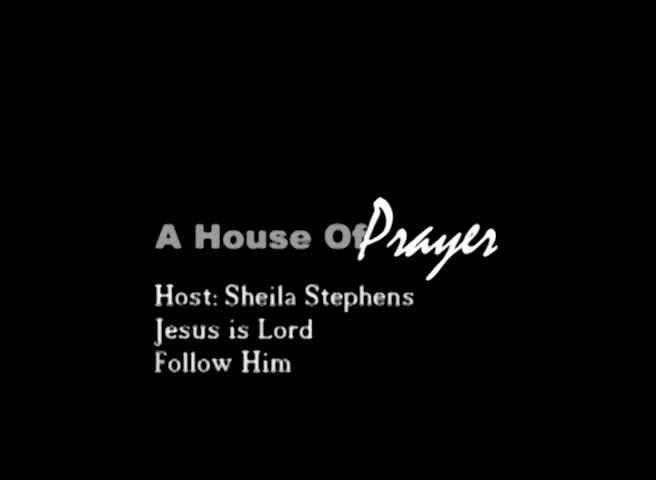 A House Of Prayer
Host: Sheila Stephens
Jesus is Lord
Follow Him